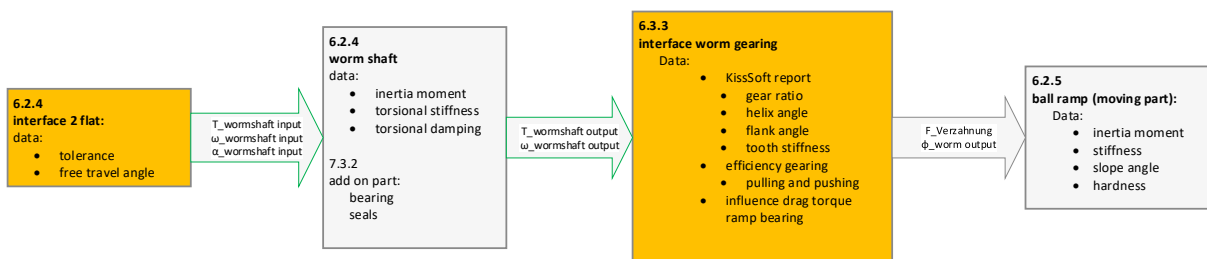 6.2.4
interface 2 flat:
data:
• tolerance
• free travel angle
T_wormshaft input
ω_wormshaft input
α_wormshaft input
6.2.4
worm shaft
data:
• inertia moment
• torsional stiffness
• torsional damping
7.3.2
add on part:
bearing
seals
T_wormshaft output
ω_wormshaft output
6.3.3
interface worm gearing
Data:
• KissSoft report
• gear ratio
• helix angle
• flank angle
• tooth stiffness
• efficiency gearing
• pulling and pushing
• influence drag torque
ramp bearing
F_Verzahnung
ϕ_worm output
6.2.5
ball ramp (moving part):
Data:
• inertia moment
• stiffness
• slope angle
• hardness